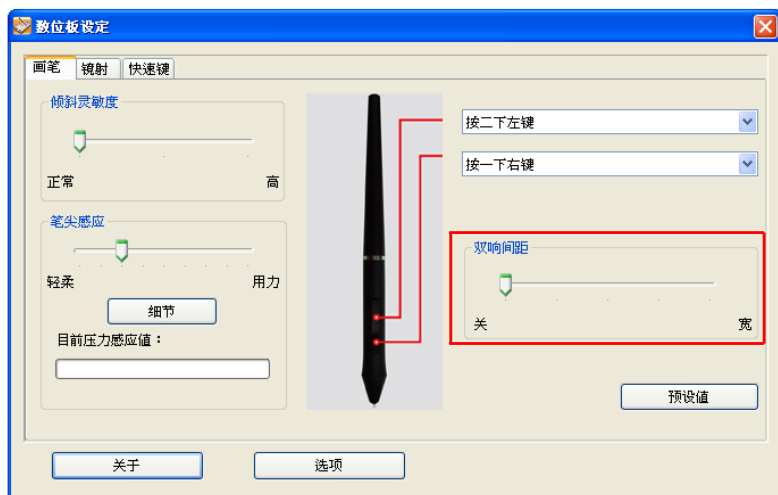 数位板设定
画笔
镜射
快速键
倾斜灵敏度
正常
高
笔尖感应
轻柔
用力
细节
目前压力感应值：
按二下左键
按一下右键
双响间距
关
宽
预设值
关于
选项